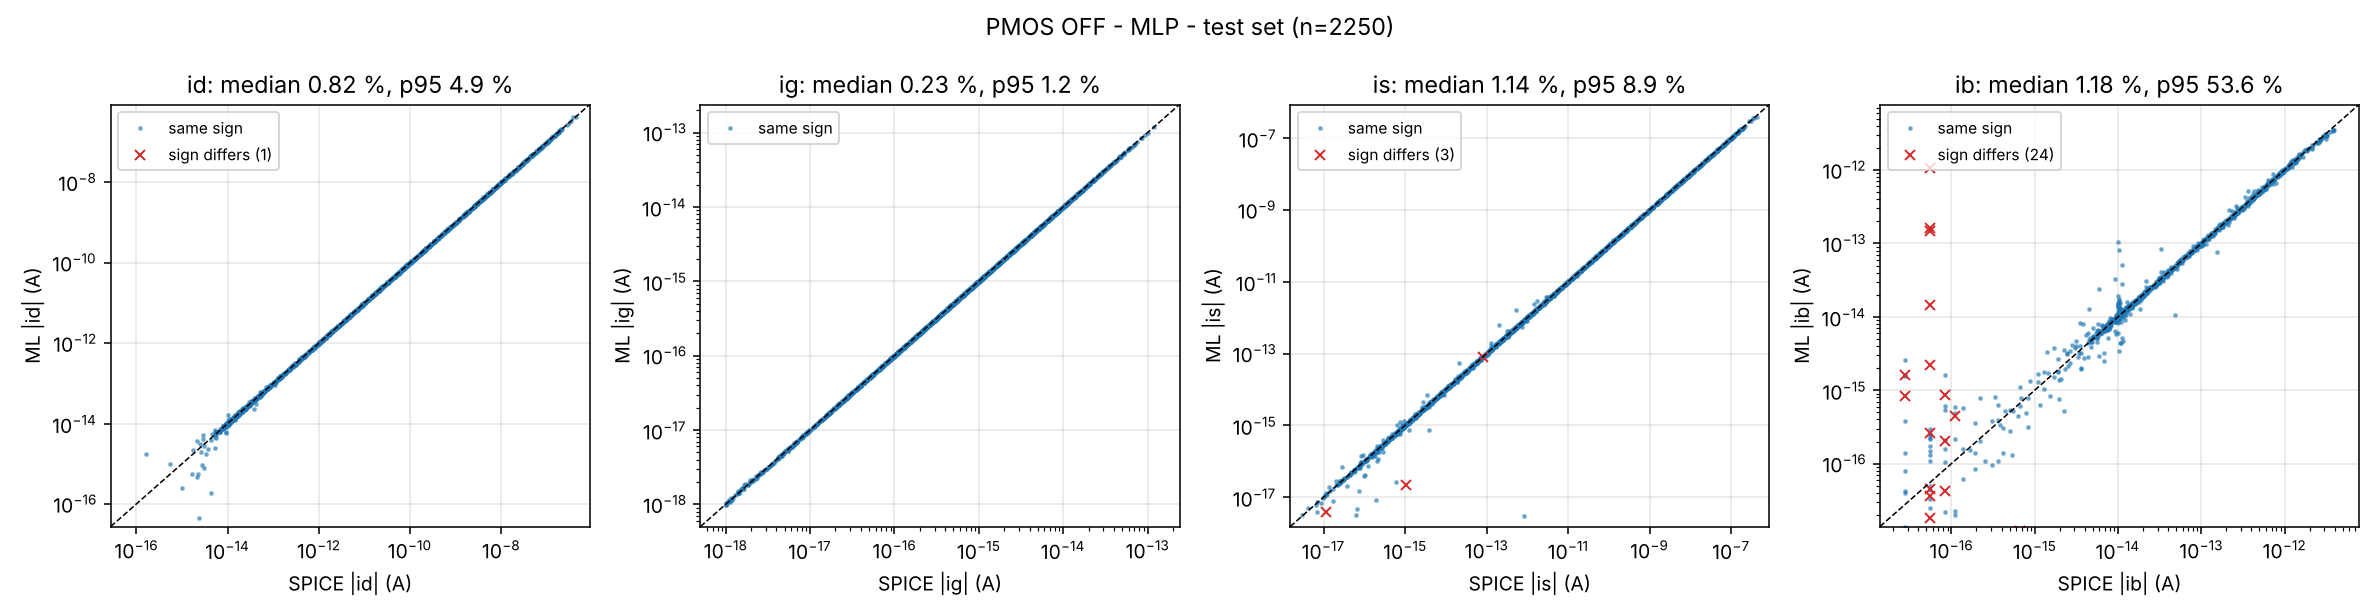 PMOS OFF - MLP - test set (n=2250)
id: median 0.82 %, p95 4.9 %
same sign
sign differs (1)
10⁻⁸
10⁻¹⁰
10⁻¹²
10⁻¹⁴
10⁻¹⁶
ML |id| (A)
10⁻¹⁶ 10⁻¹⁴ 10⁻¹² 10⁻¹⁰ 10⁻⁸
SPICE |id| (A)
ig: median 0.23 %, p95 1.2 %
same sign
10⁻¹³
10⁻¹⁴
10⁻¹⁵
10⁻¹⁶
10⁻¹⁷
10⁻¹⁸
ML |ig| (A)
10⁻¹⁸ 10⁻¹⁷ 10⁻¹⁶ 10⁻¹⁵ 10⁻¹⁴ 10⁻¹³
SPICE |ig| (A)
is: median 1.14 %, p95 8.9 %
same sign
sign differs (3)
10⁻⁷
10⁻⁹
10⁻¹¹
10⁻¹³
10⁻¹⁵
10⁻¹⁷
ML |is| (A)
10⁻¹⁷ 10⁻¹⁵ 10⁻¹³ 10⁻¹¹ 10⁻⁹ 10⁻⁷
SPICE |is| (A)
ib: median 1.18 %, p95 53.6 %
same sign
sign differs (24)
10⁻¹²
10⁻¹³
10⁻¹⁴
10⁻¹⁵
10⁻¹⁶
ML |ib| (A)
10⁻¹⁶ 10⁻¹⁵ 10⁻¹⁴ 10⁻¹³ 10⁻¹²
SPICE |ib| (A)